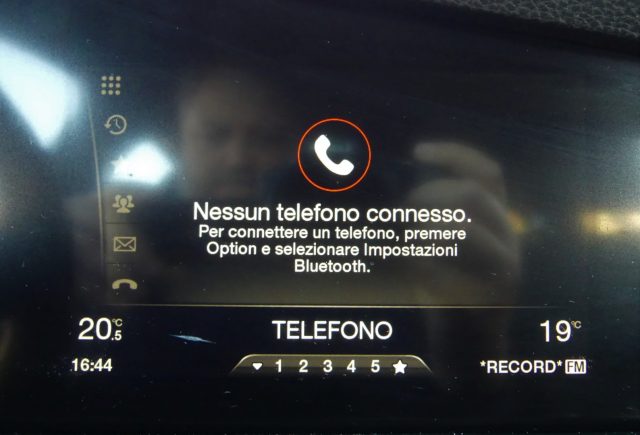 Nessun telefono connesso.
Per connettere un telefono, premere
Option e selezionare Impostazioni
Bluetooth.
20.5 °C
TELEFONO
19 °C
16:44
1 2 3 4 5
*RECORD* FM